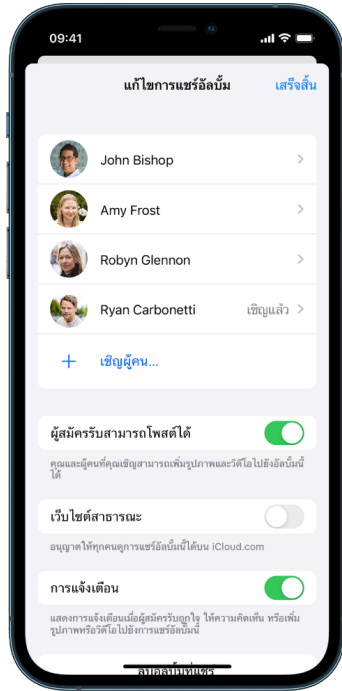 09:41
แก้ไขการแชร์อัลบั้ม
เสร็จสิ้น
John Bishop
Amy Frost
Robyn Glennon
Ryan Carbonetti
เชิญแล้ว
เชิญผู้คน...
ผู้สมัครรับสามารถโพสต์ได้
คุณและผู้คนที่คุณเชิญสามารถเพิ่มรูปภาพและวิดีโอไปยังอัลบั้มนี้
ได้
เว็บไซต์สาธารณะ
อนุญาตให้ทุกคนดูการแชร์อัลบั้มนี้ได้บน iCloud.com
การแจ้งเตือน
แสดงการแจ้งเตือนเมื่อผู้สมัครรับถูกใจ ให้ความคิดเห็น หรือเพิ่ม
รูปภาพหรือวิดีโอไปยังการแชร์อัลบั้มนี้
ลบอัลบั้มที่แชร์